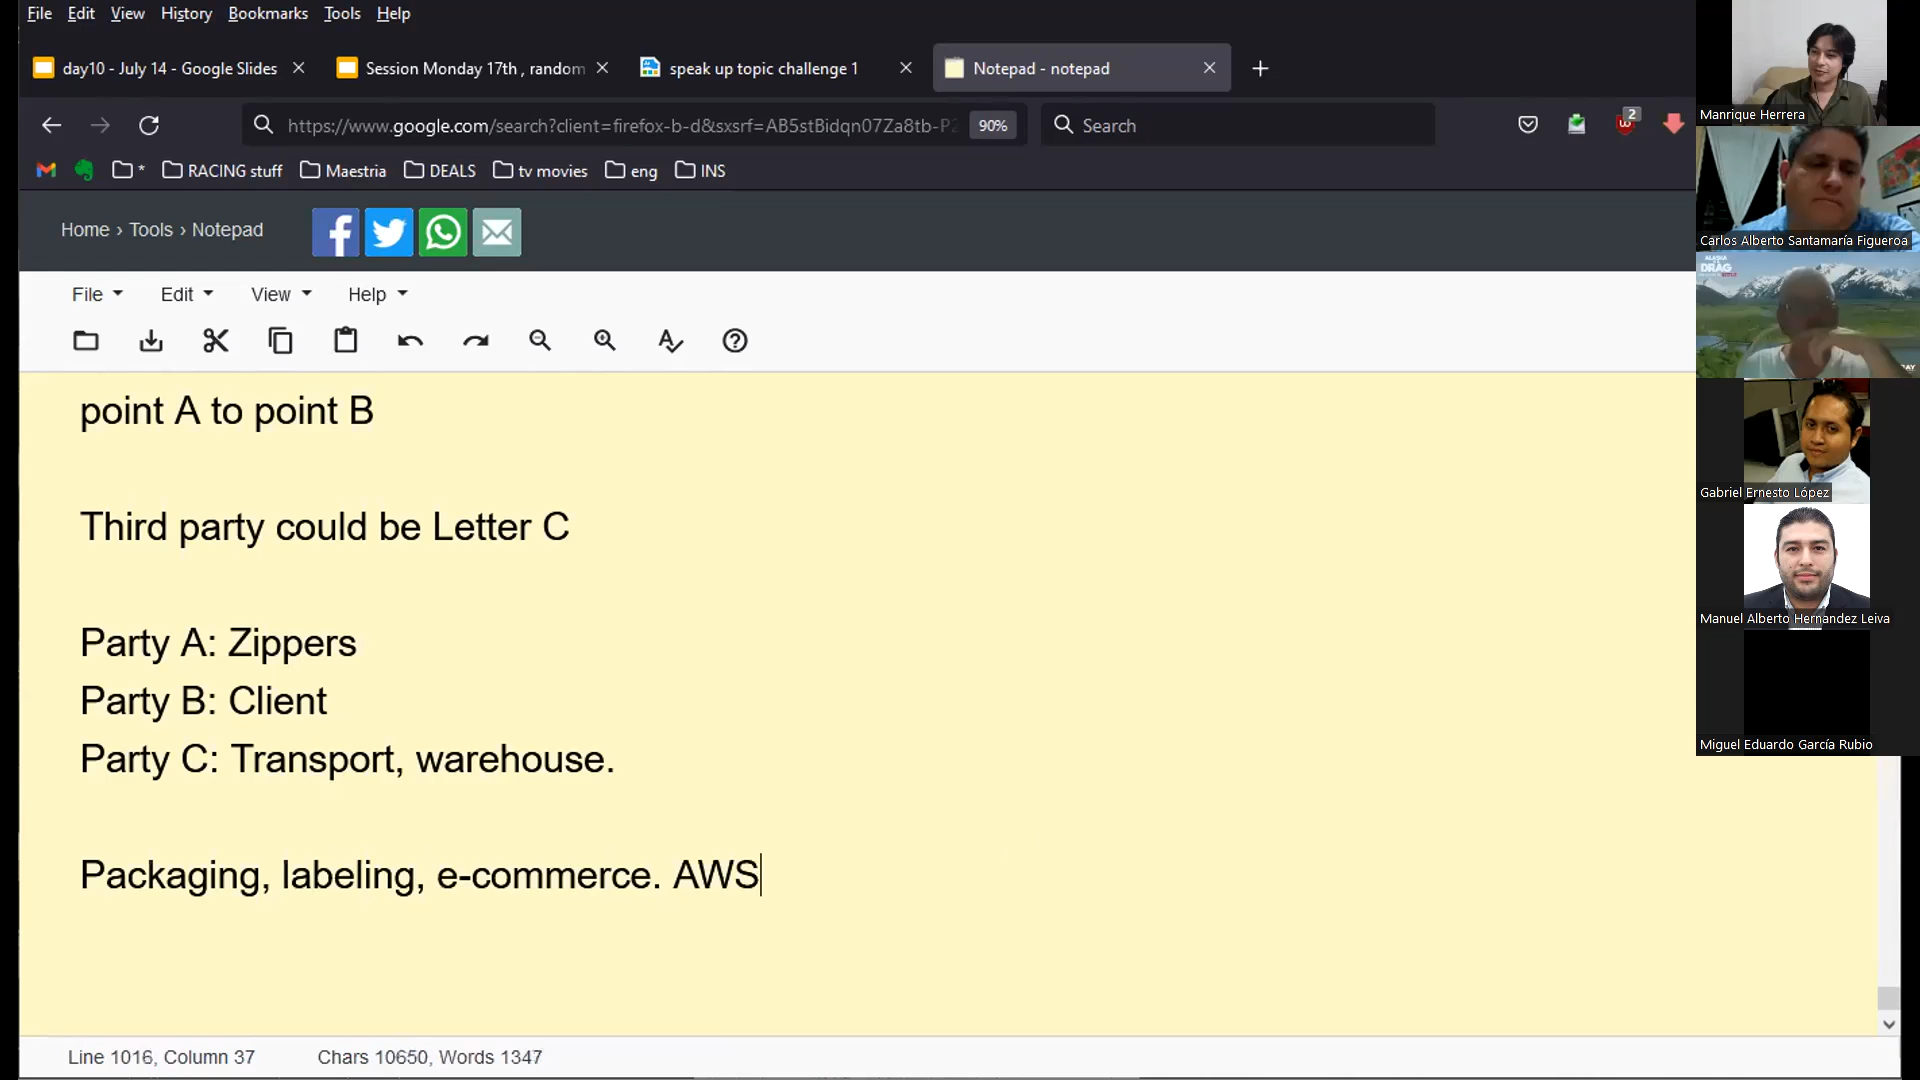 File Edit View History Bookmarks Tools Help
day10 - July 14 - Google Slides
Session Monday 17th , random
speak up topic challenge 1
Notepad - notepad
https://www.google.com/search?client=firefox-b-d&sxsrf=AB5stBidqn07Za8tb-P
90%
Search
2
* RACING stuff Maestria DEALS tv movies eng INS
Home › Tools › Notepad
File Edit View Help
point A to point B
Third party could be Letter C
Party A: Zippers
Party B: Client
Party C: Transport, warehouse.
Packaging, labeling, e-commerce. AWS
Line 1016, Column 37 Chars 10650, Words 1347
Manrique Herrera
Carlos Alberto Santamaría Figueroa
ALASKA
DRAG
Gabriel Ernesto López
Manuel Alberto Hernandez Leiva
Miguel Eduardo García Rubio